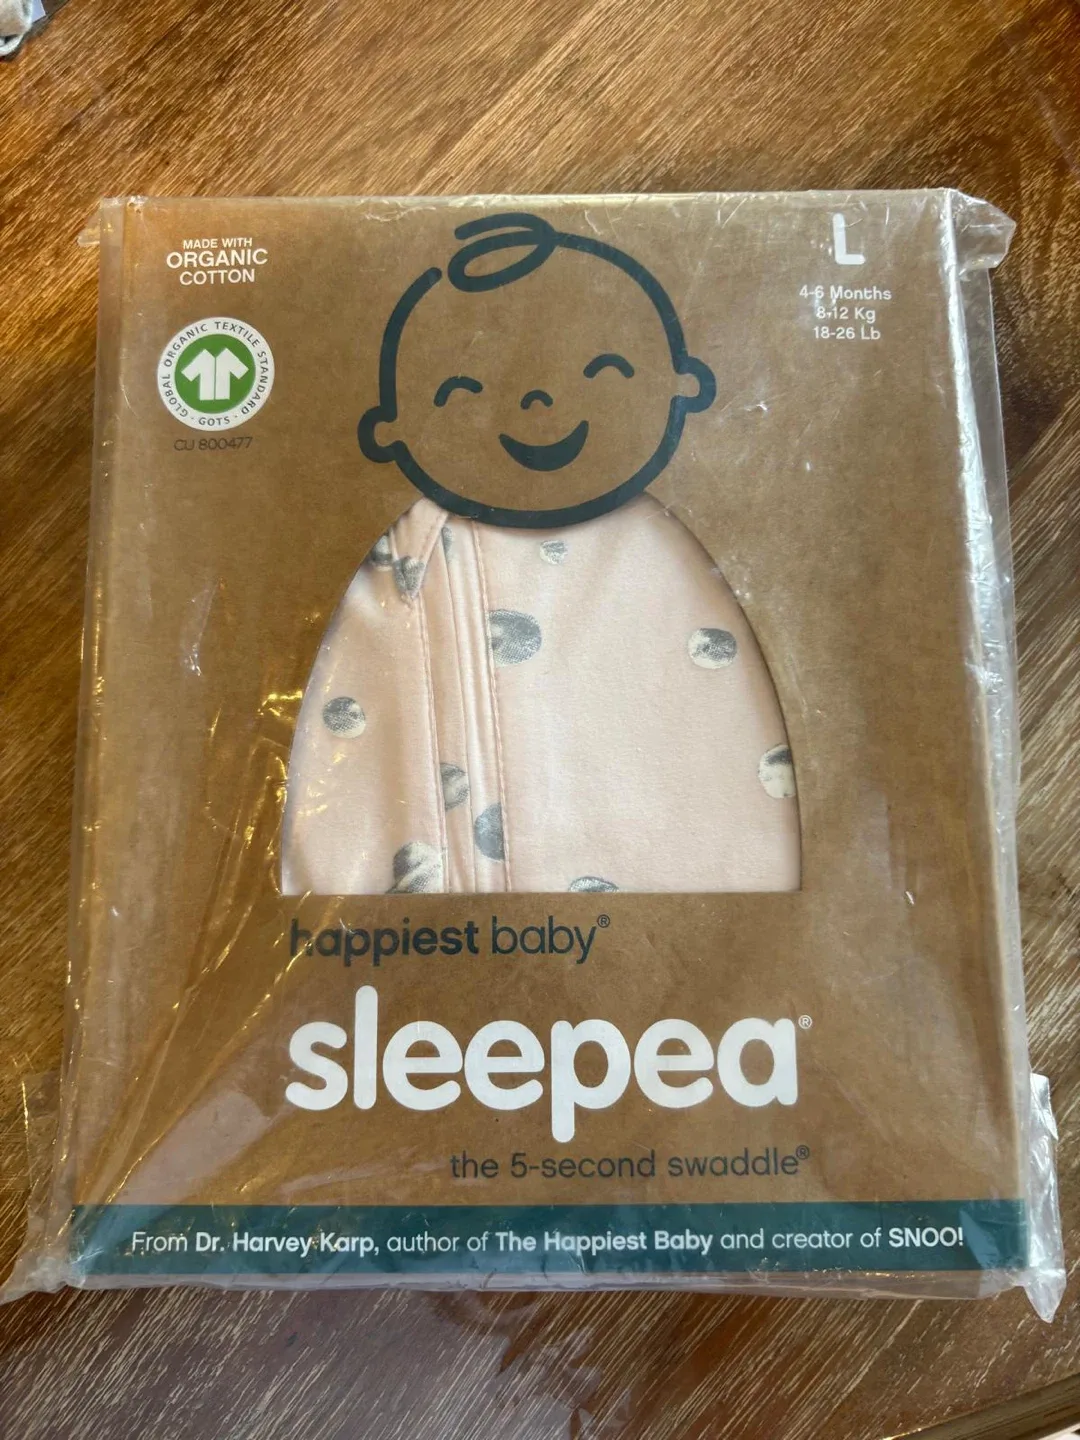 MADE WITH
ORGANIC
COTTON
L
4-6 Months
8-12 Kg
18-26 Lb
GLOBAL ORGANIC TEXTILE STANDARD
· GOTS ·
CU 800477
happiest baby®
sleepea®
the 5-second swaddle®
From Dr. Harvey Karp, author of The Happiest Baby and creator of SNOO!